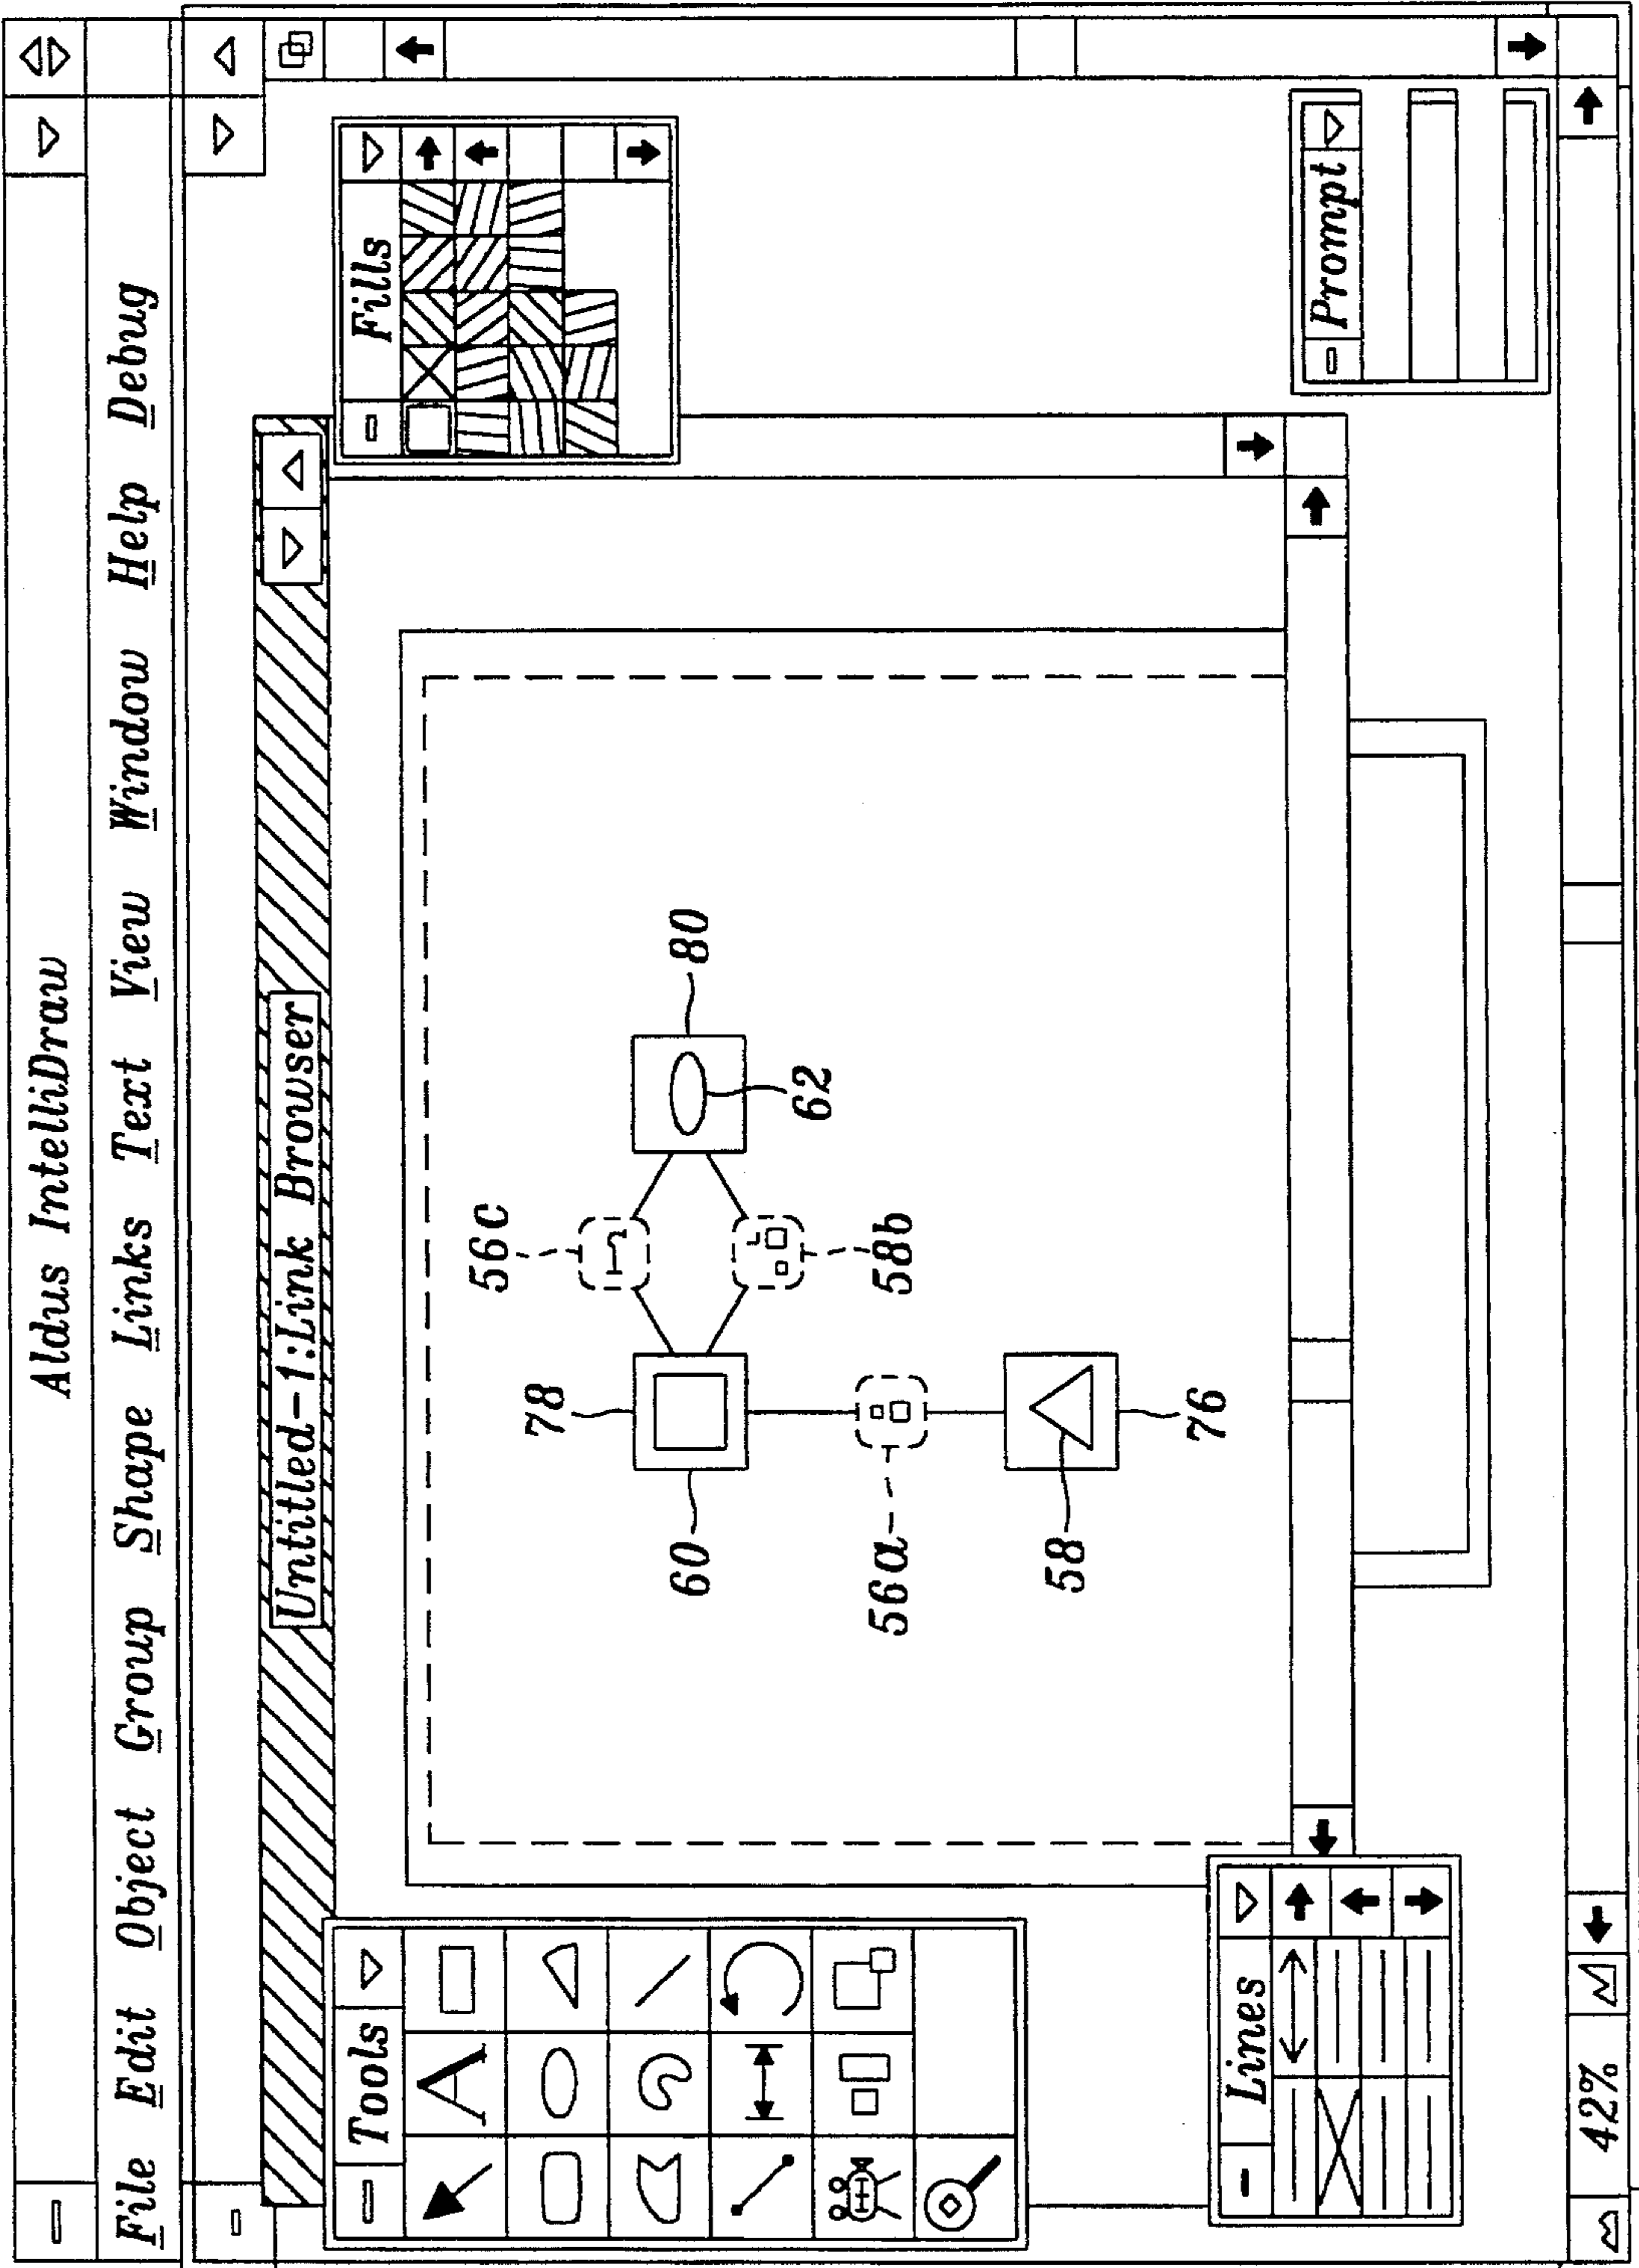 Aldus IntelliDraw
File Edit Object Group Shape Links Text View Window Help Debug
Untitled-1:Link Browser
Tools
Fills
56c
78
80
60
62
58b
56a
58
76
Lines
Prompt
42%